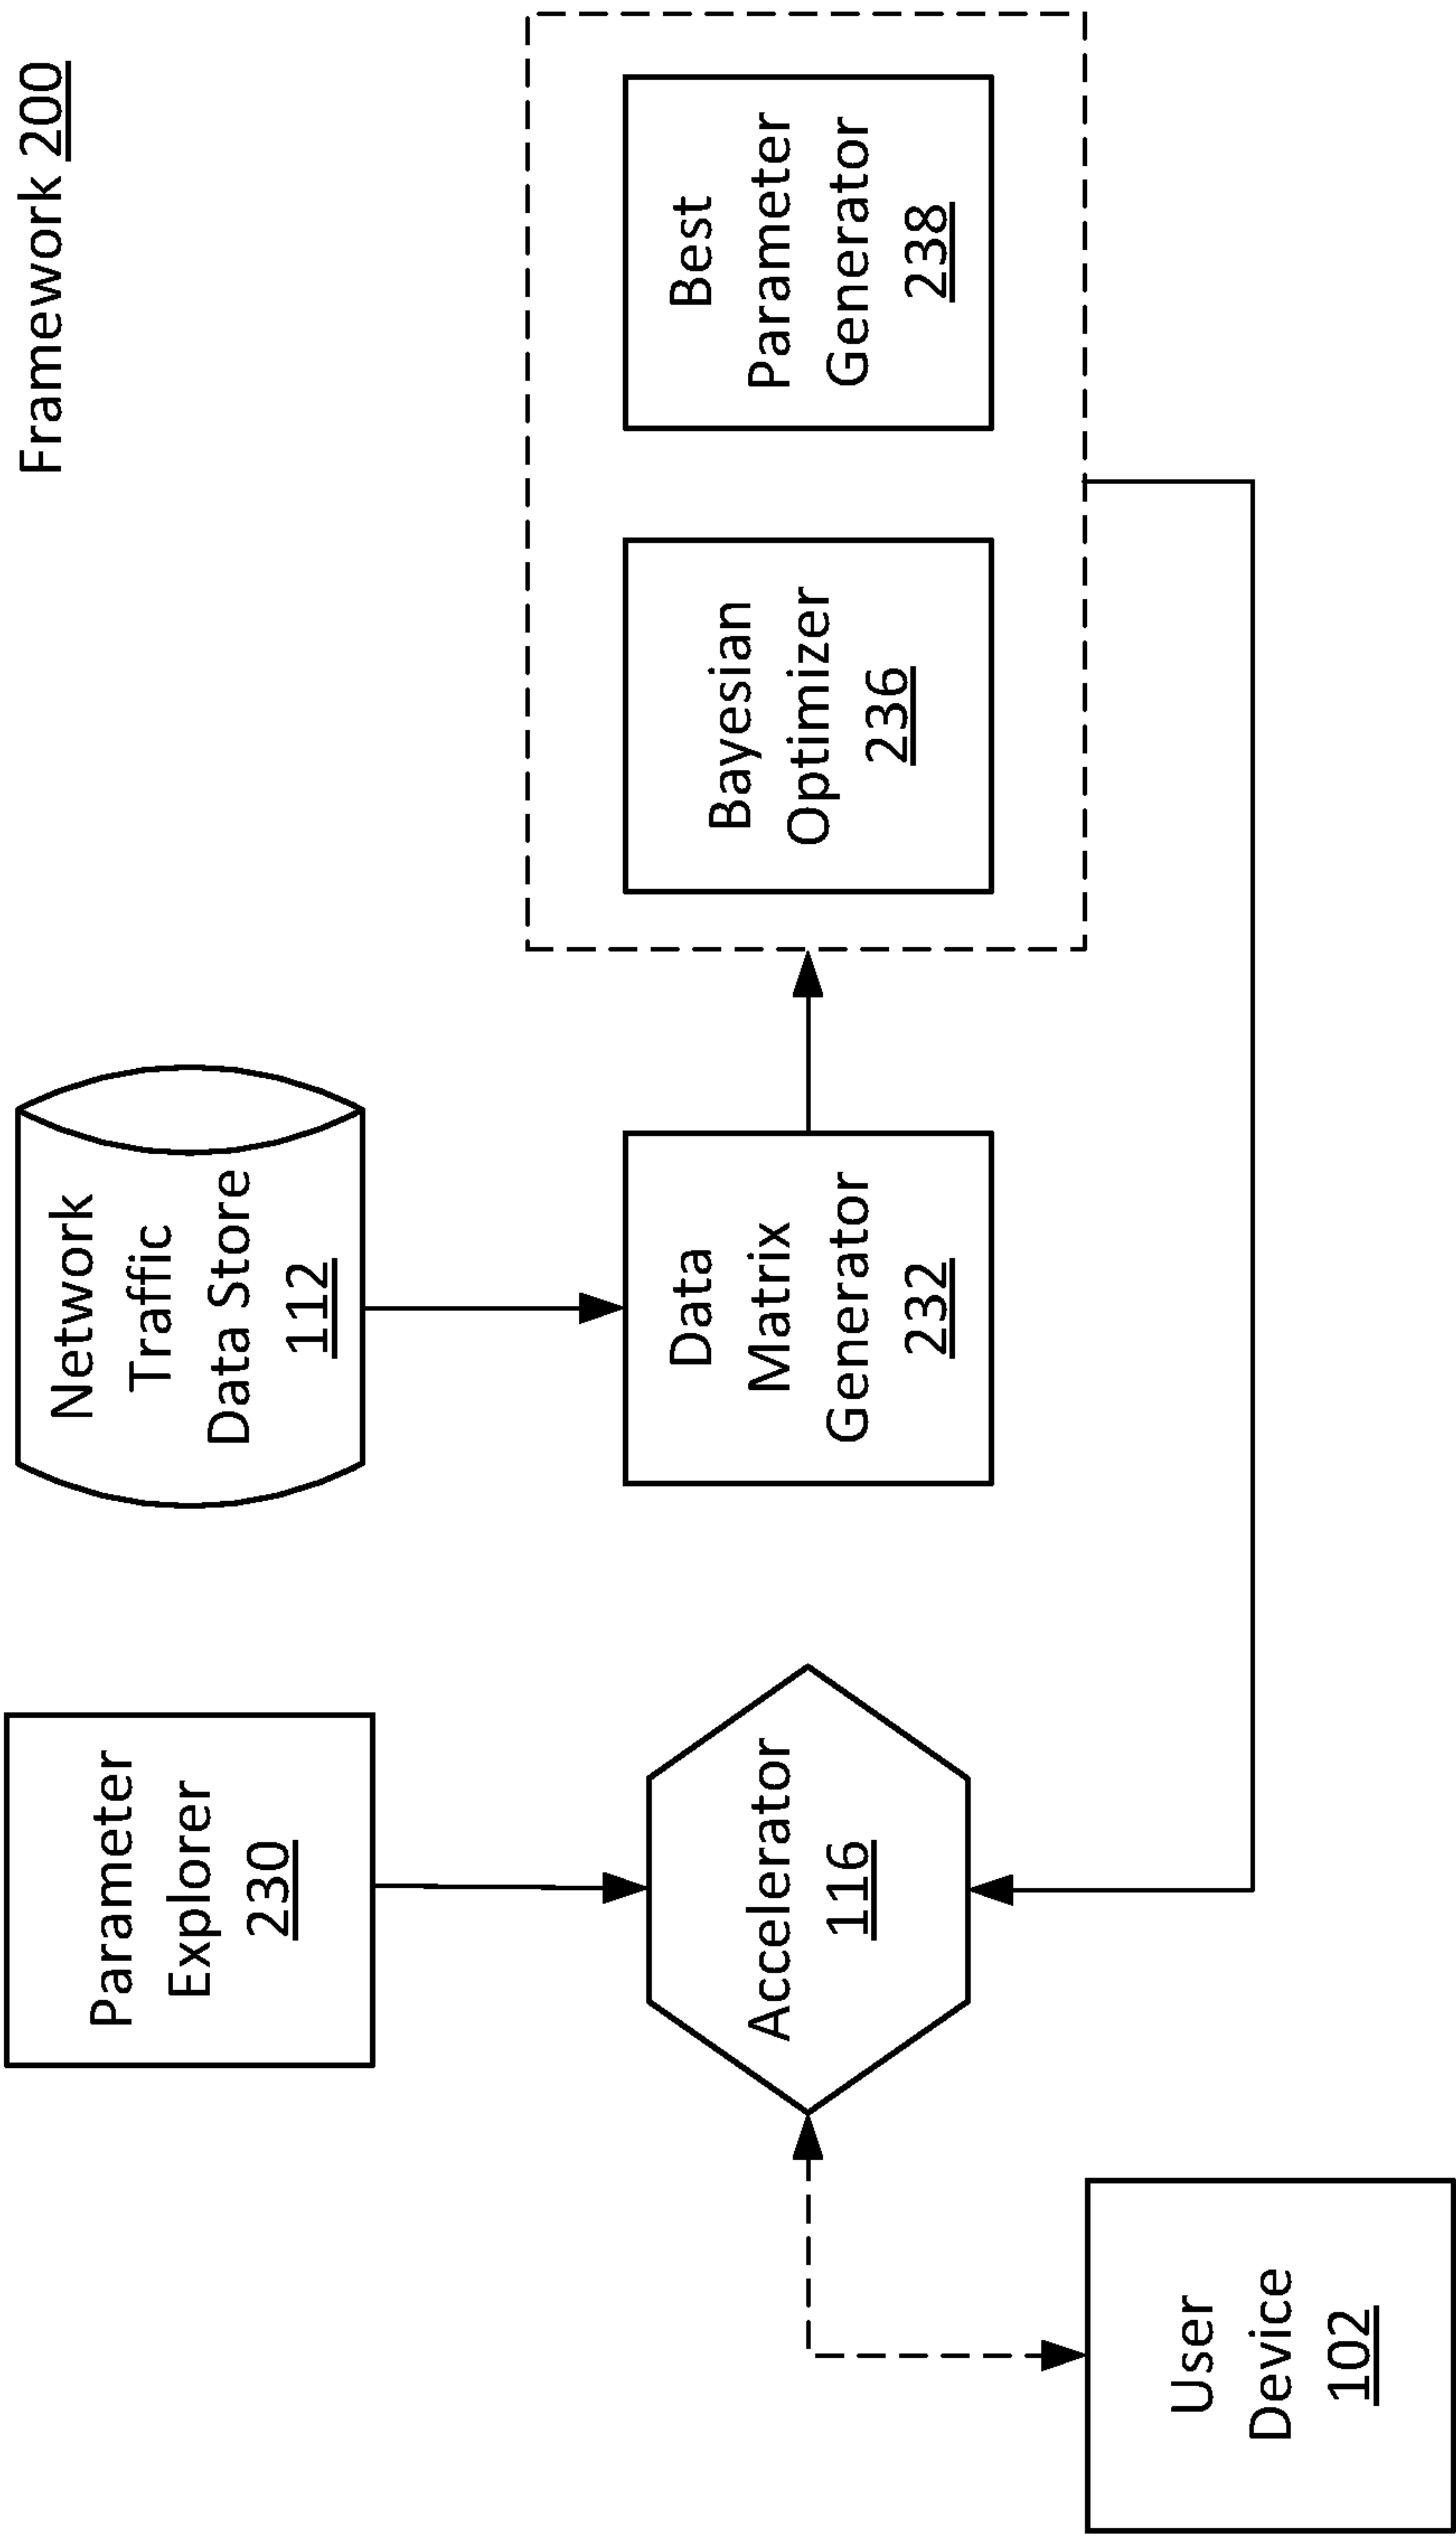 Framework 200
Parameter
Explorer
230
Network
Traffic
Data Store
112
User
Device
102
Accelerator
116
Data
Matrix
Generator
232
Bayesian
Optimizer
236
Best
Parameter
Generator
238